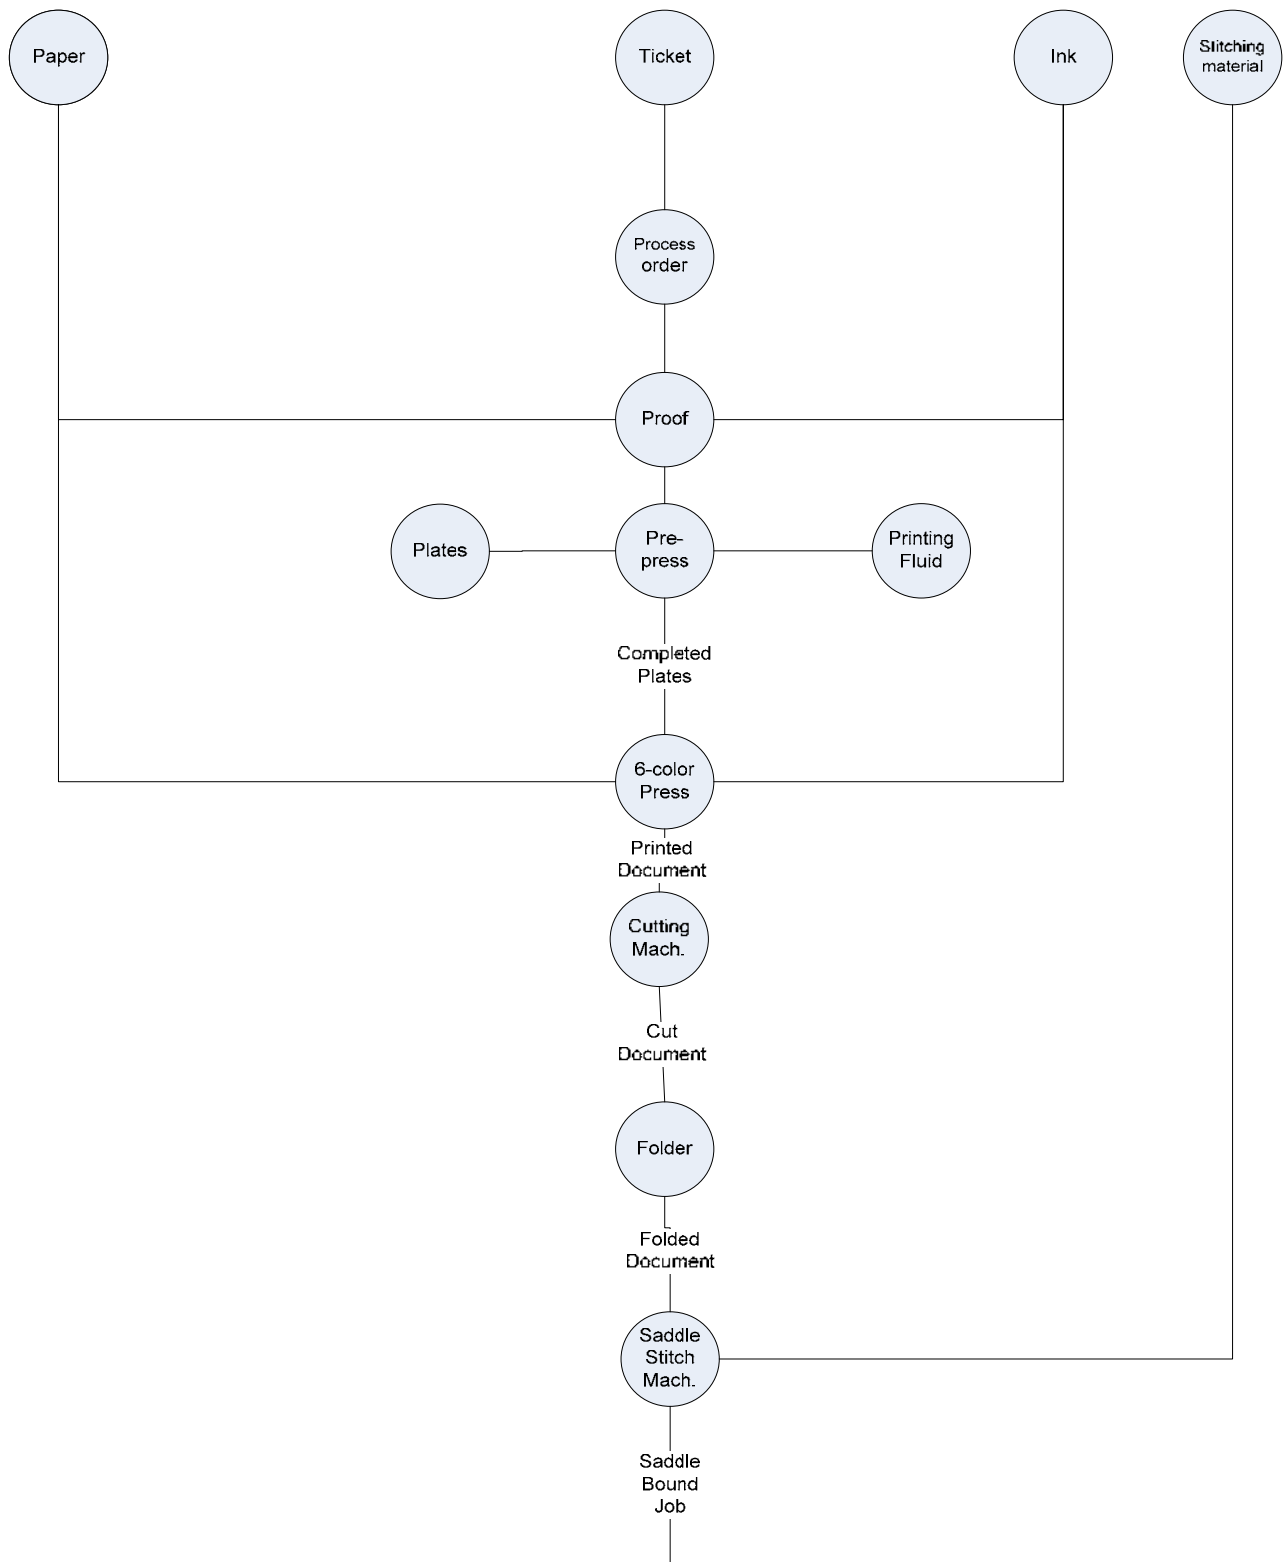 Paper
Ticket
Ink
Stitching
material
Process
order
Proof
Plates
Pre-
press
Printing
Fluid
Completed
Plates
6-color
Press
Printed
Document
Cutting
Mach.
Cut
Document
Folder
Folded
Document
Saddle
Stitch
Mach.
Saddle
Bound
Job